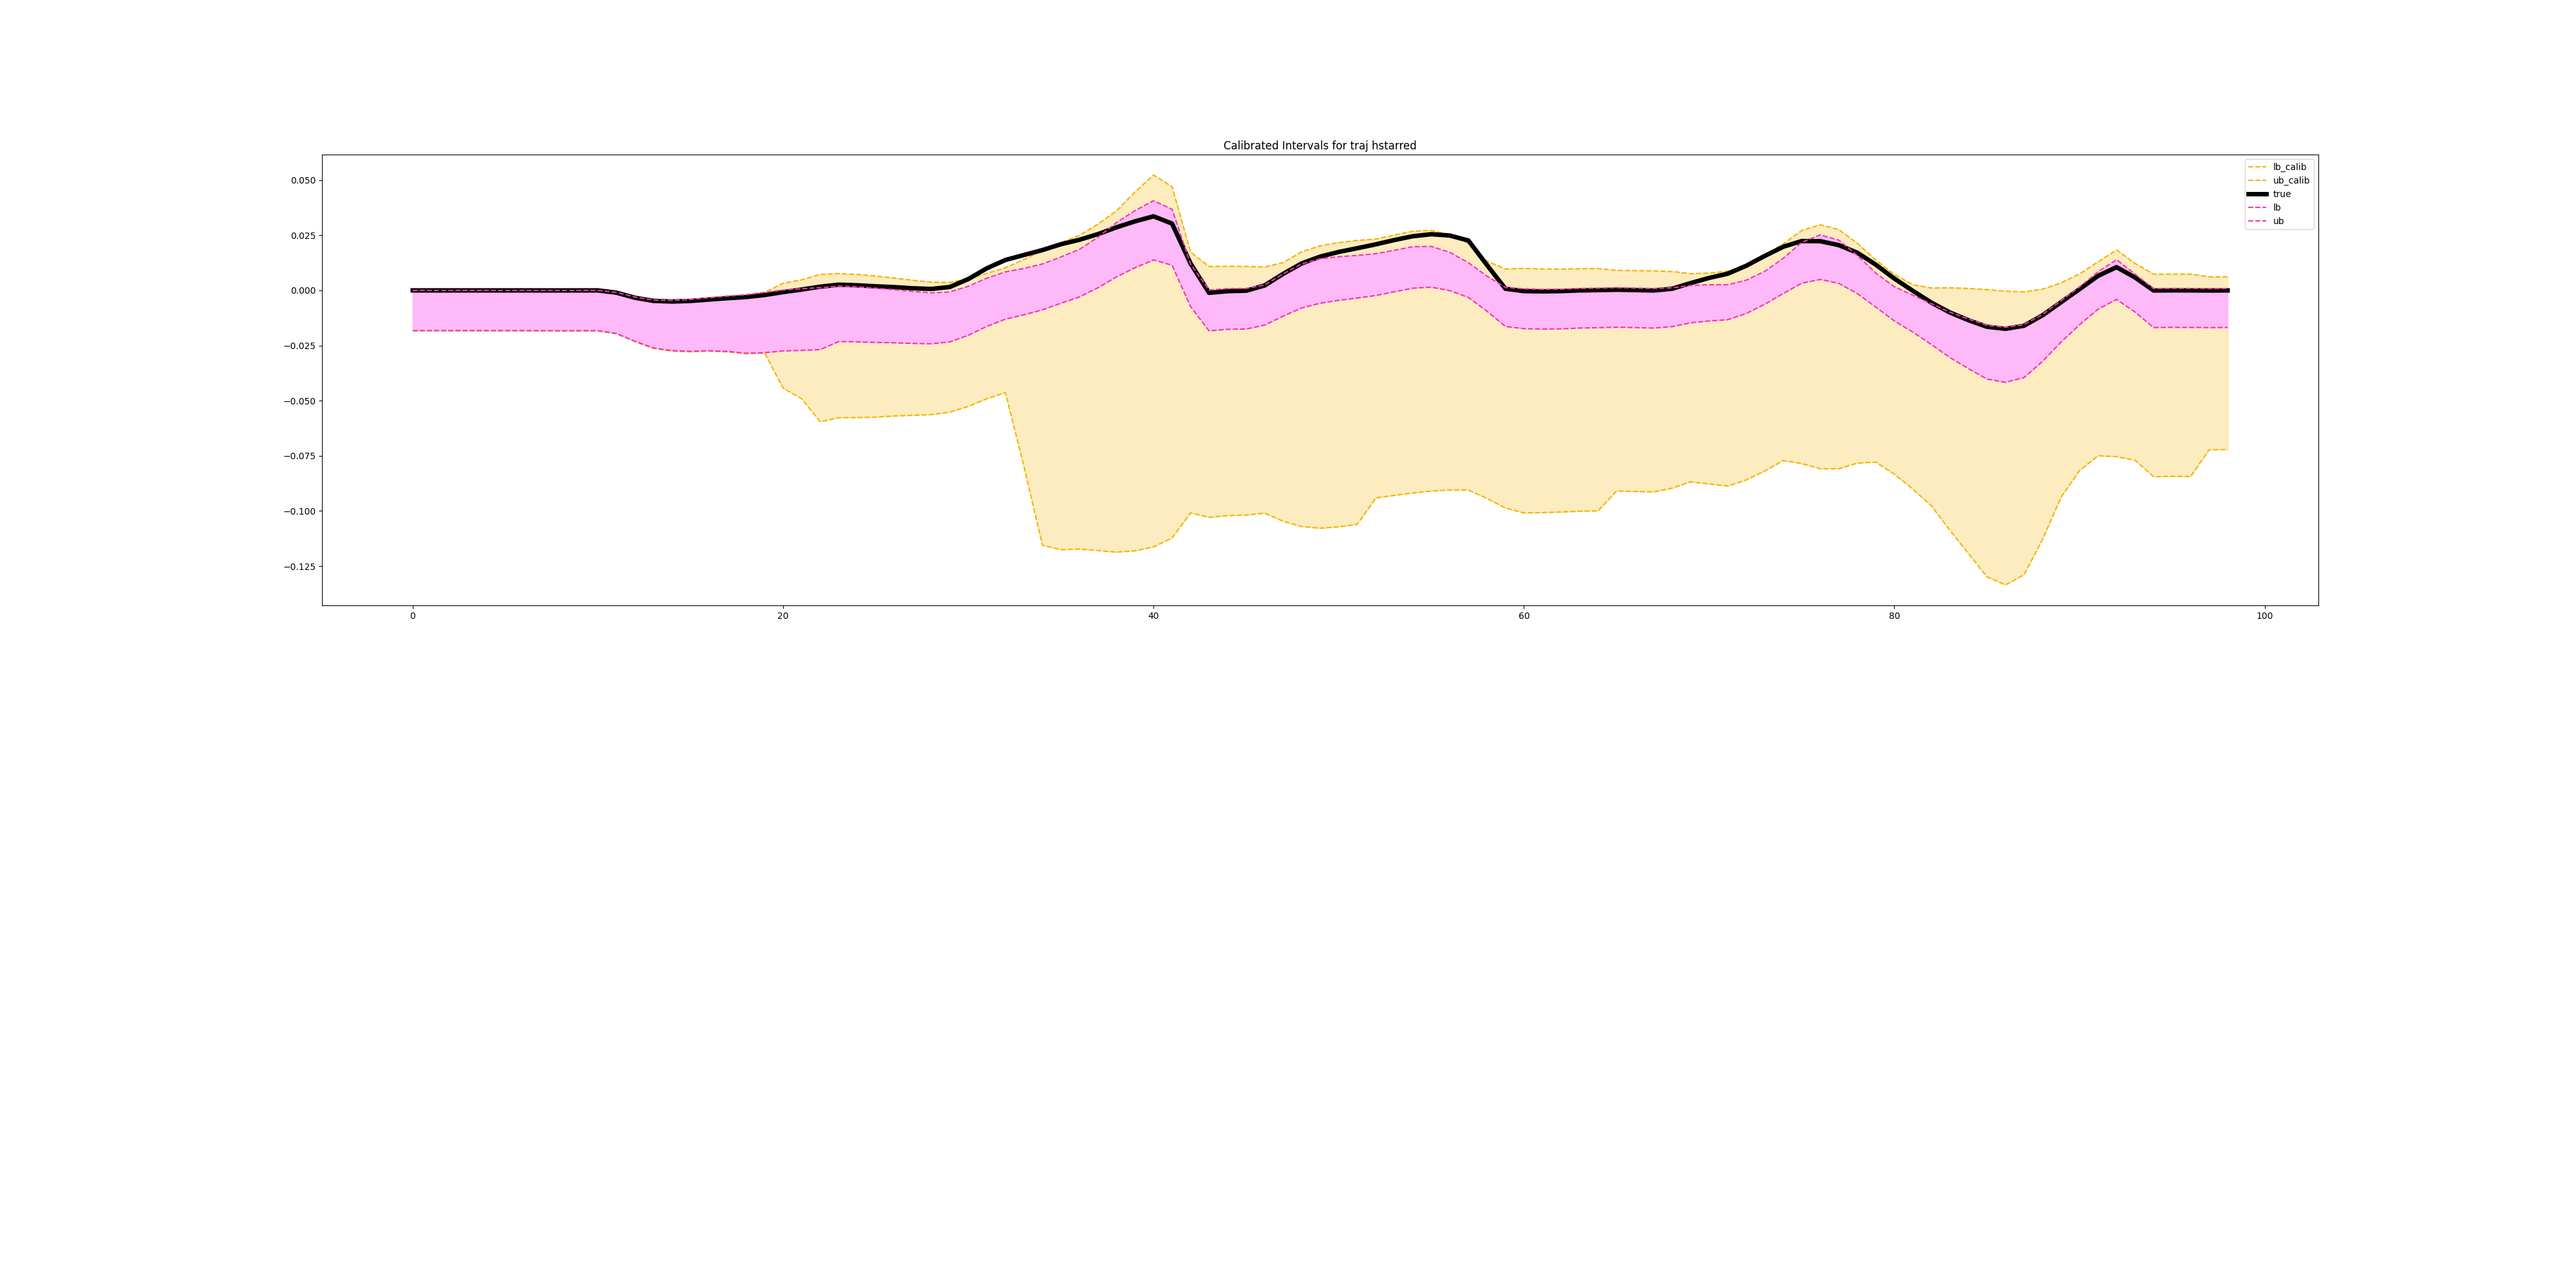 Calibrated Intervals for traj hstarred
lb_calib
ub_calib
true
lb
ub
0.050
0.025
0.000
−0.025
−0.050
−0.075
−0.100
−0.125
0 20 40 60 80 100